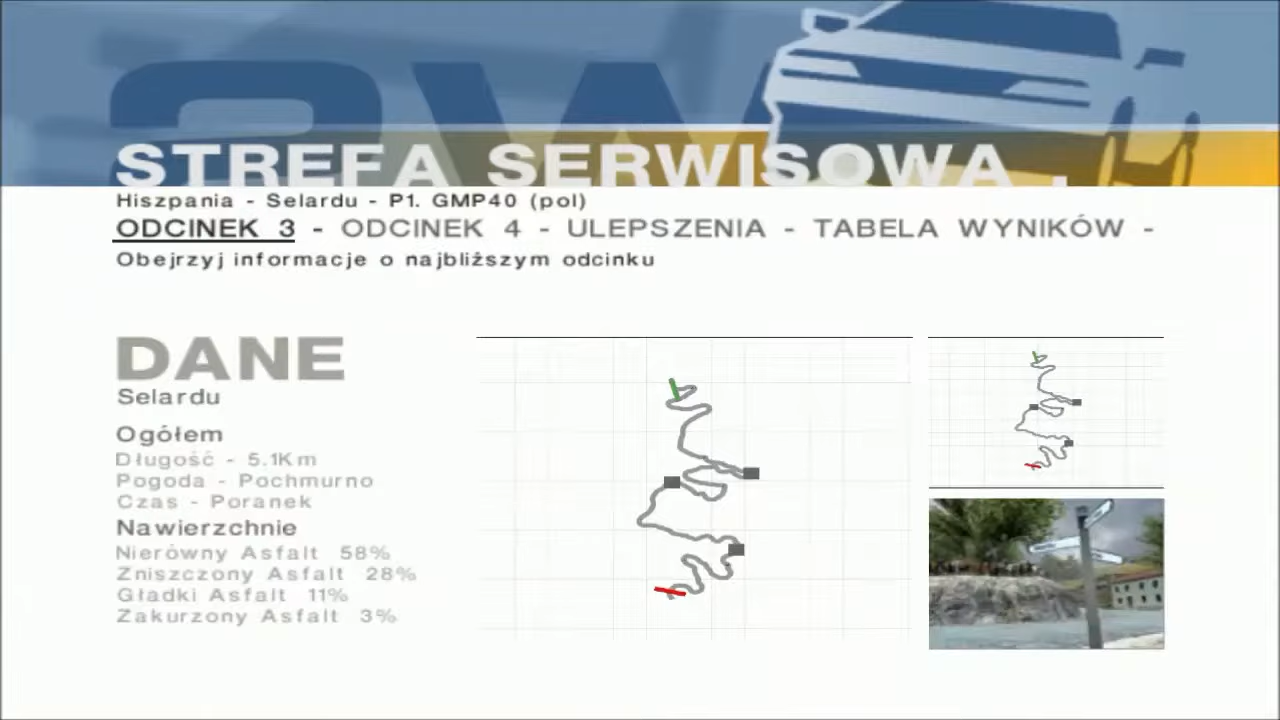 STREFA SERWISOWA .
Hiszpania - Selardu - P1. GMP40 (pol)
ODCINEK 3 - ODCINEK 4 - ULEPSZENIA - TABELA WYNIKÓW -
Obejrzyj informacje o najbliższym odcinku
DANE
Selardu
Ogółem
Długość - 5.1Km
Pogoda - Pochmurno
Czas - Poranek
Nawierzchnie
Nierówny Asfalt 58%
Zniszczony Asfalt 28%
Gładki Asfalt 11%
Zakurzony Asfalt 3%